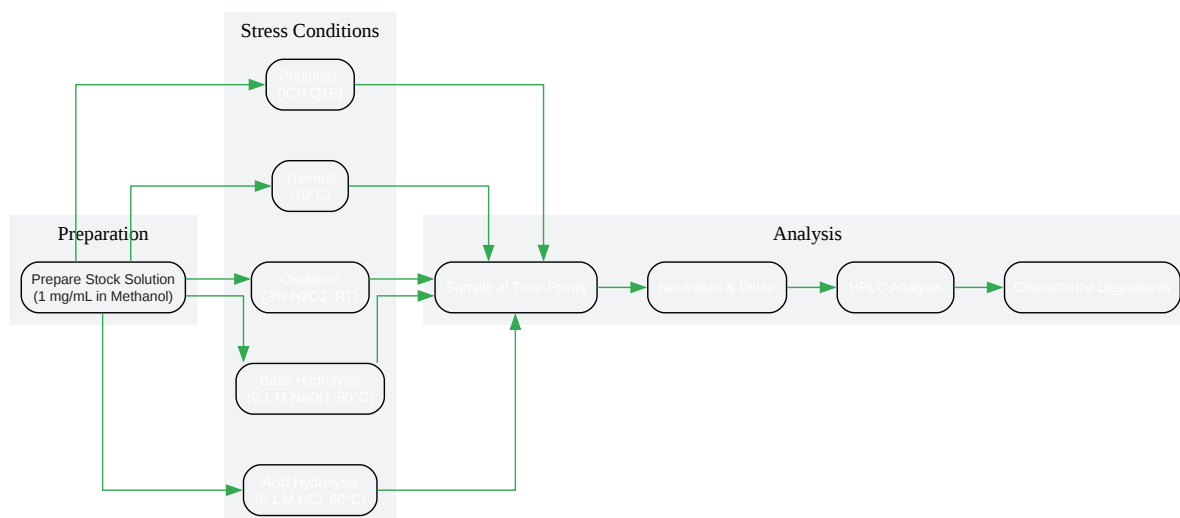 Stress Conditions
Photolytic
(ICH Q1B)
Thermal
(70°C)
Preparation
Prepare Stock Solution
(1 mg/mL in Methanol)
Oxidation
(3% H2O2, RT)
Base Hydrolysis
(0.1 M NaOH, 60°C)
Acid Hydrolysis
(0.1 M HCl, 60°C)
Analysis
Sample at Time Points
Neutralize & Dilute
HPLC Analysis
Characterize Degradants